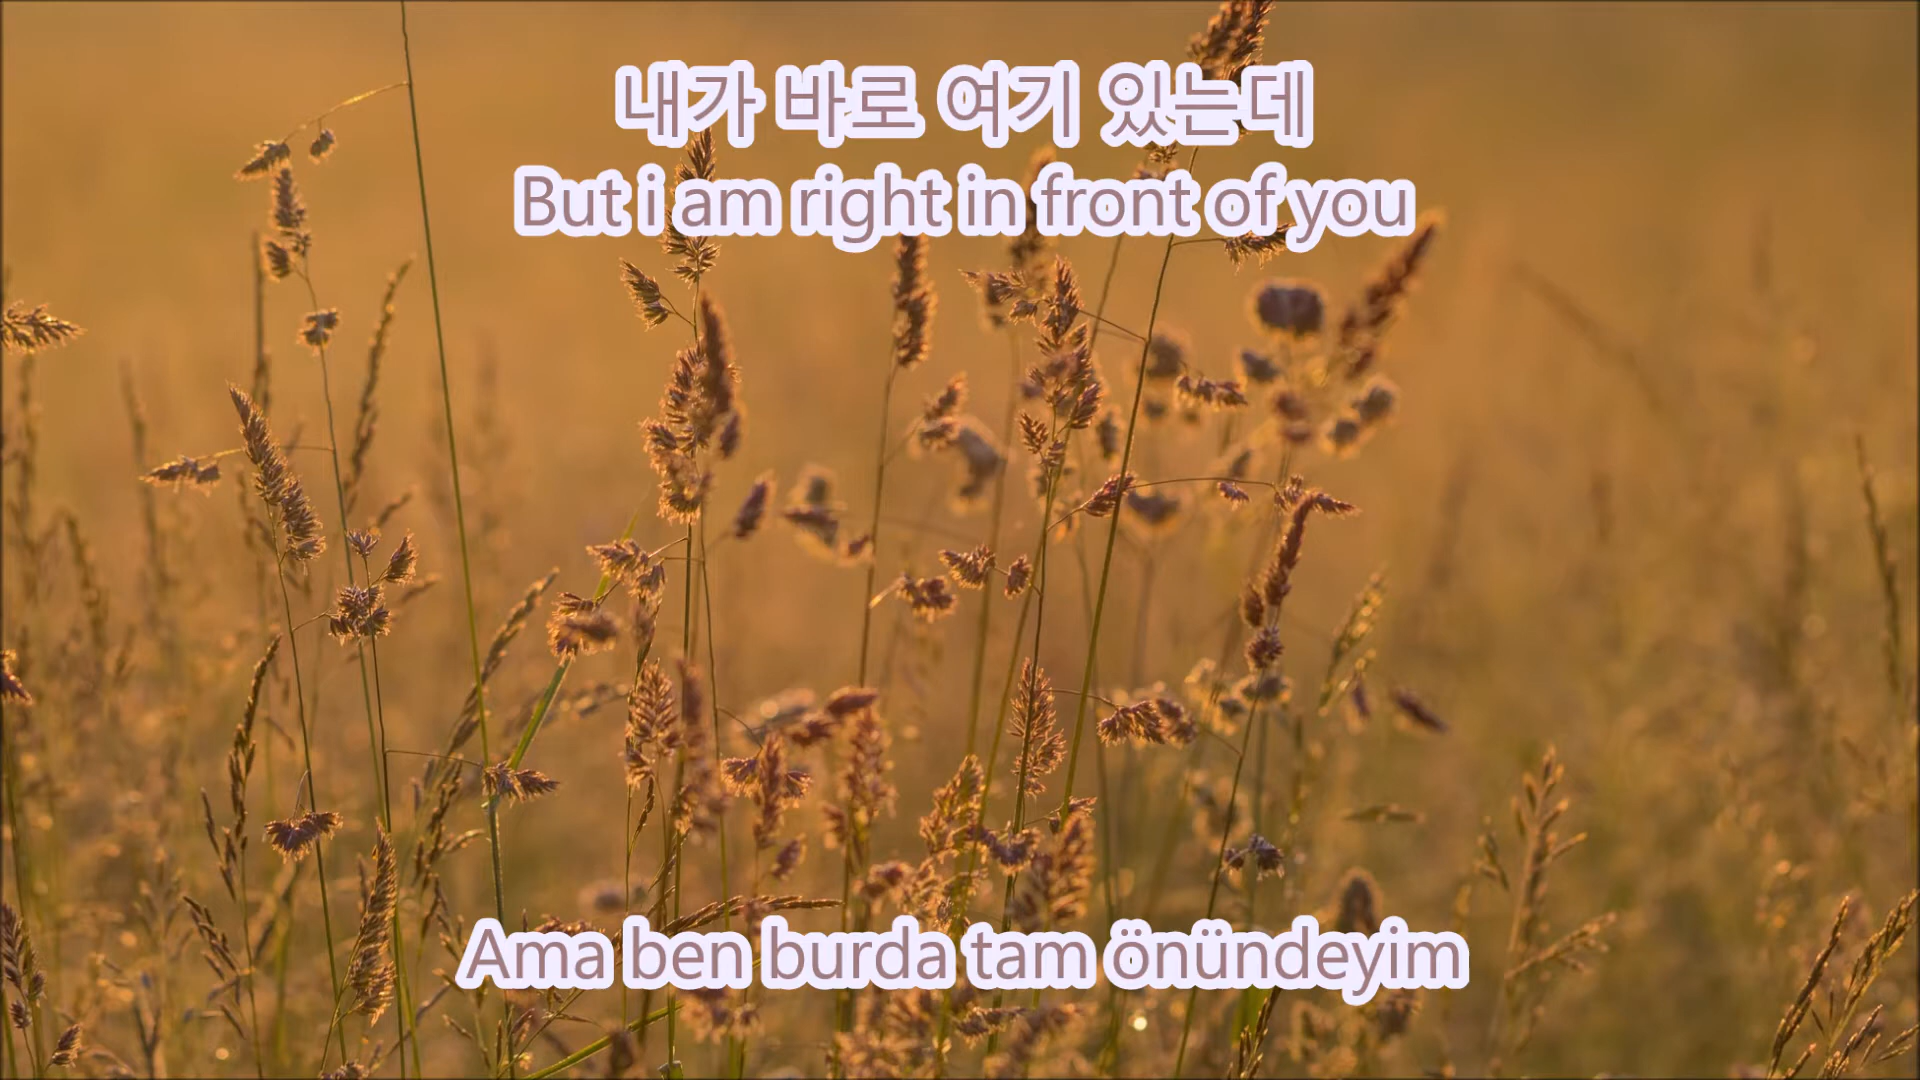 내가 바로 여기 있는데
But i am right in front of you
Ama ben burda tam önündeyim